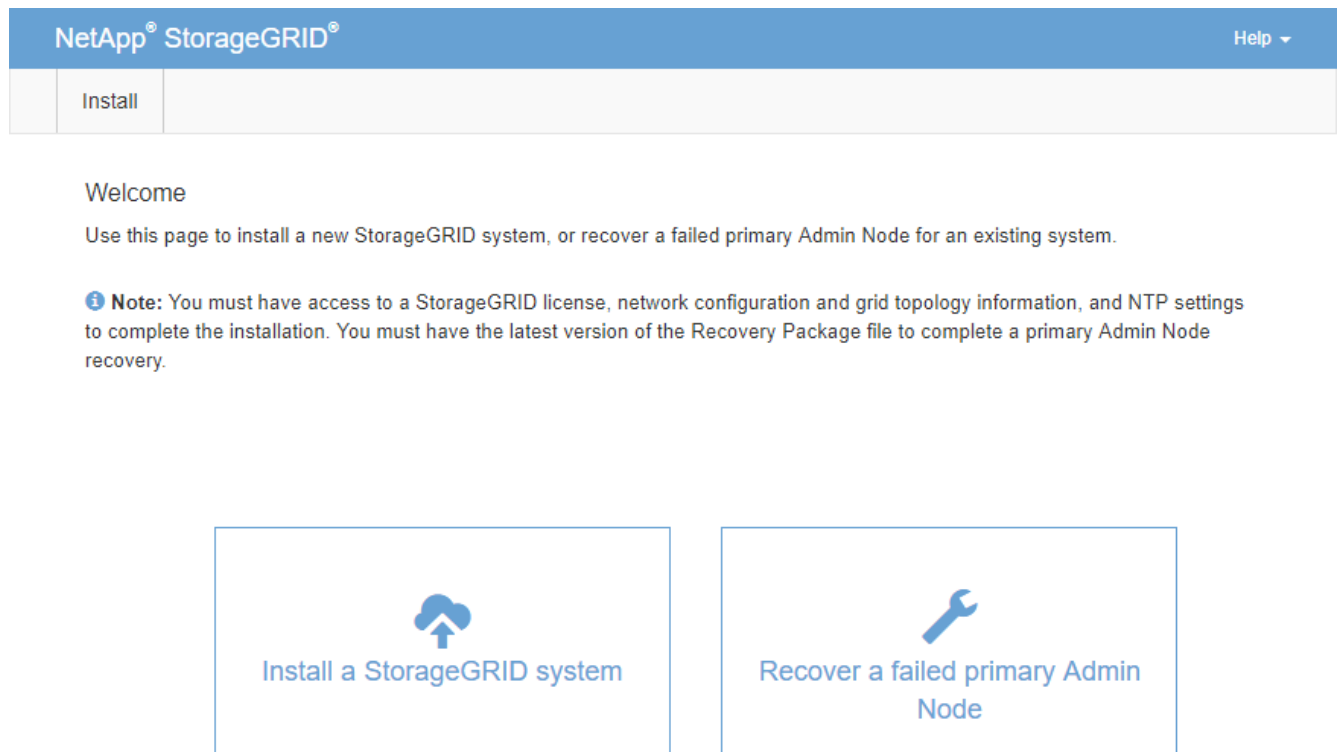 NetApp® StorageGRID®
Help
Install
Welcome
Use this page to install a new StorageGRID system, or recover a failed primary Admin Node for an existing system.
Note: You must have access to a StorageGRID license, network configuration and grid topology information, and NTP settings
to complete the installation. You must have the latest version of the Recovery Package file to complete a primary Admin Node
recovery.
Install a StorageGRID system
Recover a failed primary Admin
Node